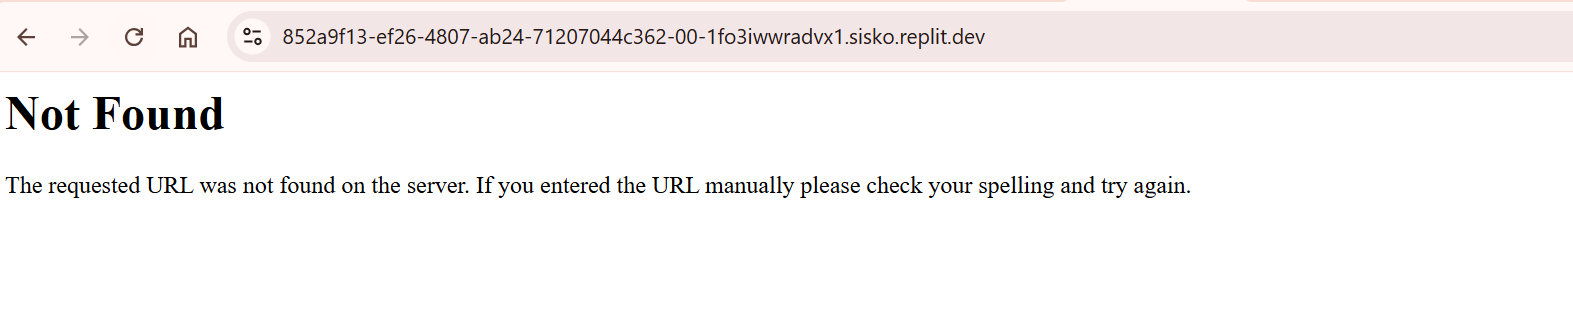 852a9f13-ef26-4807-ab24-71207044c362-00-1fo3iwwradvx1.sisko.replit.dev
Not Found
The requested URL was not found on the server. If you entered the URL manually please check your spelling and try again.